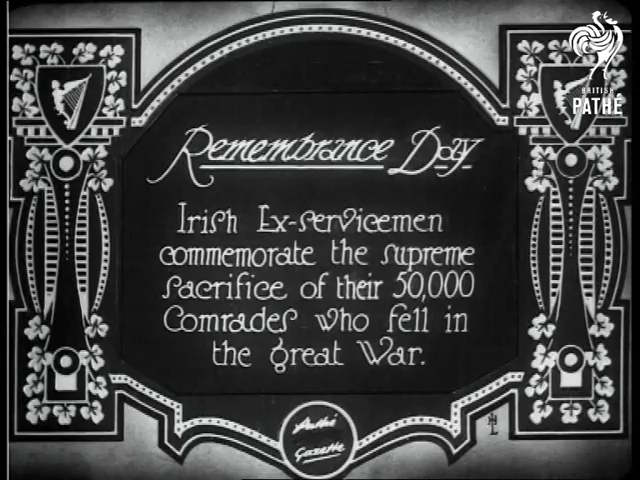 BRITISH
PATHÉ
Remembrance Day
Irish Ex-servicemen
commemorate the supreme
sacrifice of their 50,000
Comrades who fell in
the great War.
Pathé
Gazette